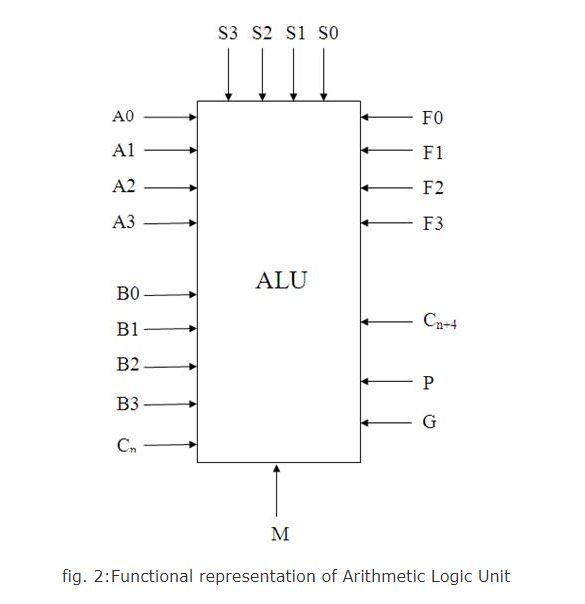 S3 S2 S1 S0
A0
A1
A2
A3
B0
B1
B2
B3
Cn
ALU
F0
F1
F2
F3
Cn+4
P
G
M
fig. 2:Functional representation of Arithmetic Logic Unit